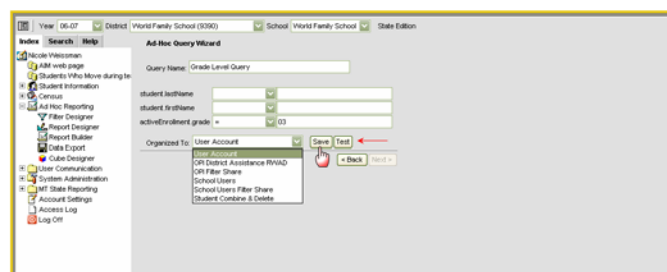 Year 06-07 District World Family School (9390) School World Family School State Edition
Index Search Help
Ad-Hoc Query Wizard
Nicole Weissman
AIM web page
Students Who Move during te
Student Information
Census
Ad Hoc Reporting
Filter Designer
Report Designer
Report Builder
Data Export
Cube Designer
User Communication
System Administration
MT State Reporting
Account Settings
Access Log
Log Off
Query Name: Grade Level Query
student.lastName
student.firstName
activeEnrollment.grade = 03
Organized To: User Account Save Test
User Account
OPI District Assistance RWAD
OPI Filter Share
School Users
School Users Filter Share
Student Combine & Delete
< Back Next >